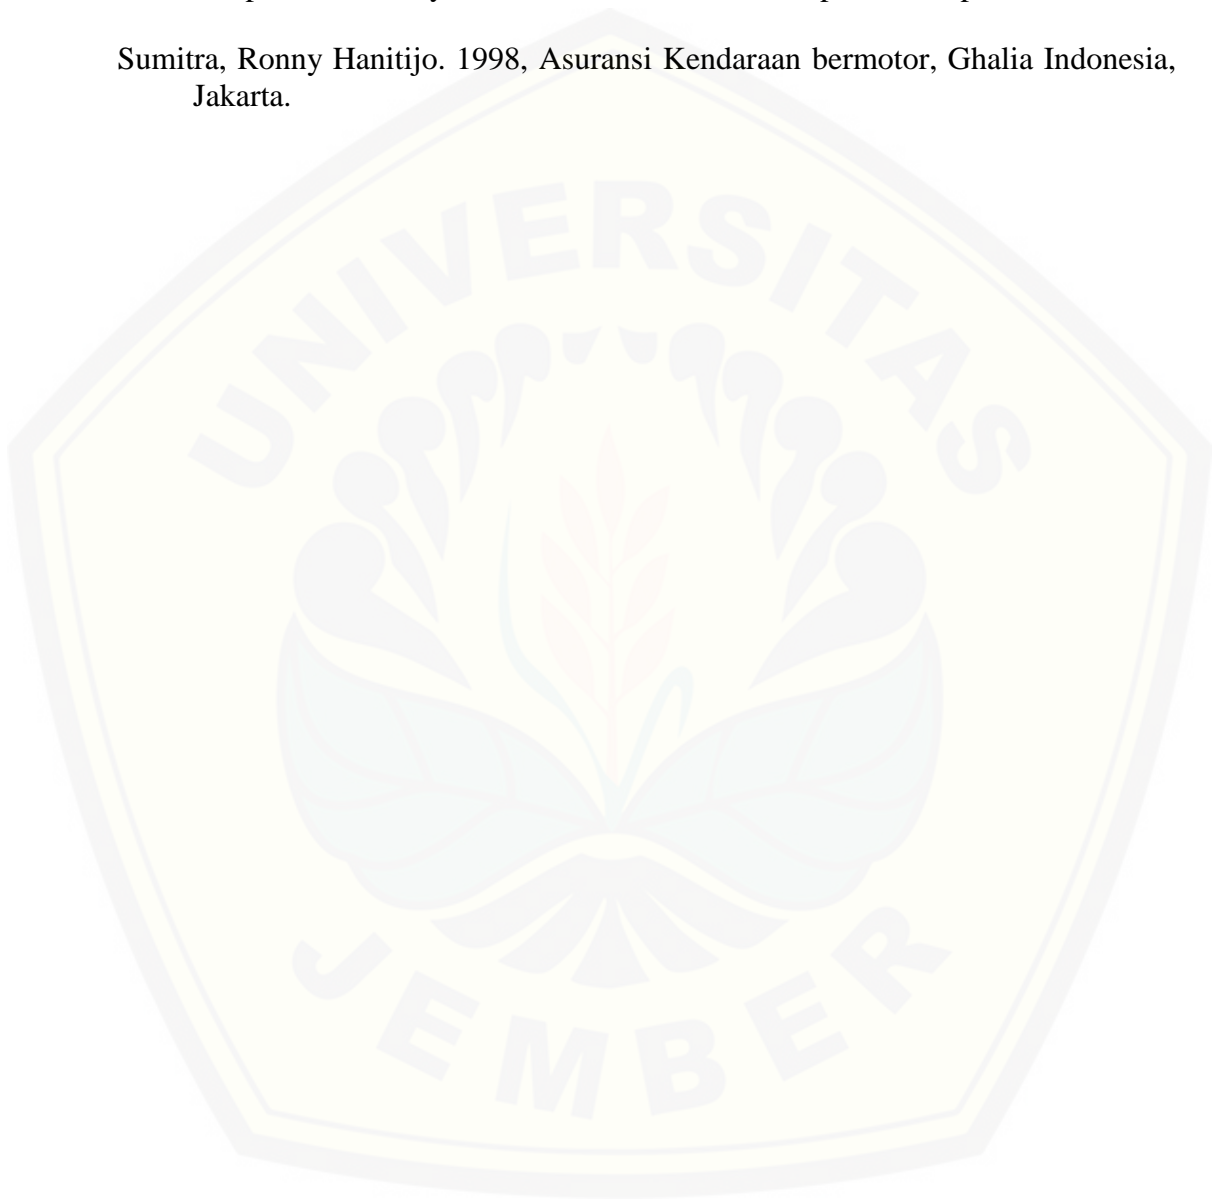 Sumitra, Ronny Hanitijo. 1998, Asuransi Kendaraan bermotor, Ghalia Indonesia,
Jakarta.
UNIVERSITAS
JEMBER